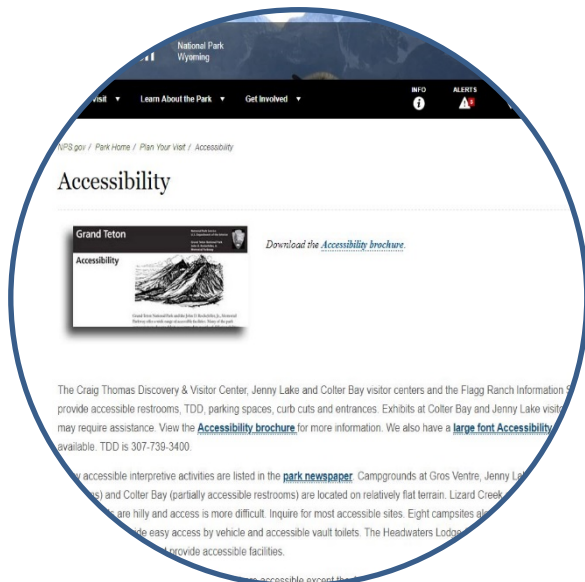 National Park
Wyoming
Visit ▼ Learn About the Park ▼ Get Involved ▼
INFO ALERTS
NPS.gov / Park Home / Plan Your Visit / Accessibility
Accessibility
Grand Teton
Accessibility
Download the Accessibility brochure.
The Craig Thomas Discovery & Visitor Center, Jenny Lake and Colter Bay visitor centers and the Flagg Ranch Information
provide accessible restrooms, TDD, parking spaces, curb cuts and entrances. Exhibits at Colter Bay and Jenny Lake
may require assistance. View the Accessibility brochure for more information. We also have a large font Accessibility
available. TDD is 307-739-3400.
accessible interpretive activities are listed in the park newspaper. Campgrounds at Gros Ventre, Jenny
and Colter Bay (partially accessible restrooms) are located on relatively flat terrain. Lizard Creek
are hilly and access is more difficult. Inquire for most accessible sites. Eight campsites
easy access by vehicle and accessible vault toilets. The Headwaters Lodge
provide accessible facilities.
accessible except the